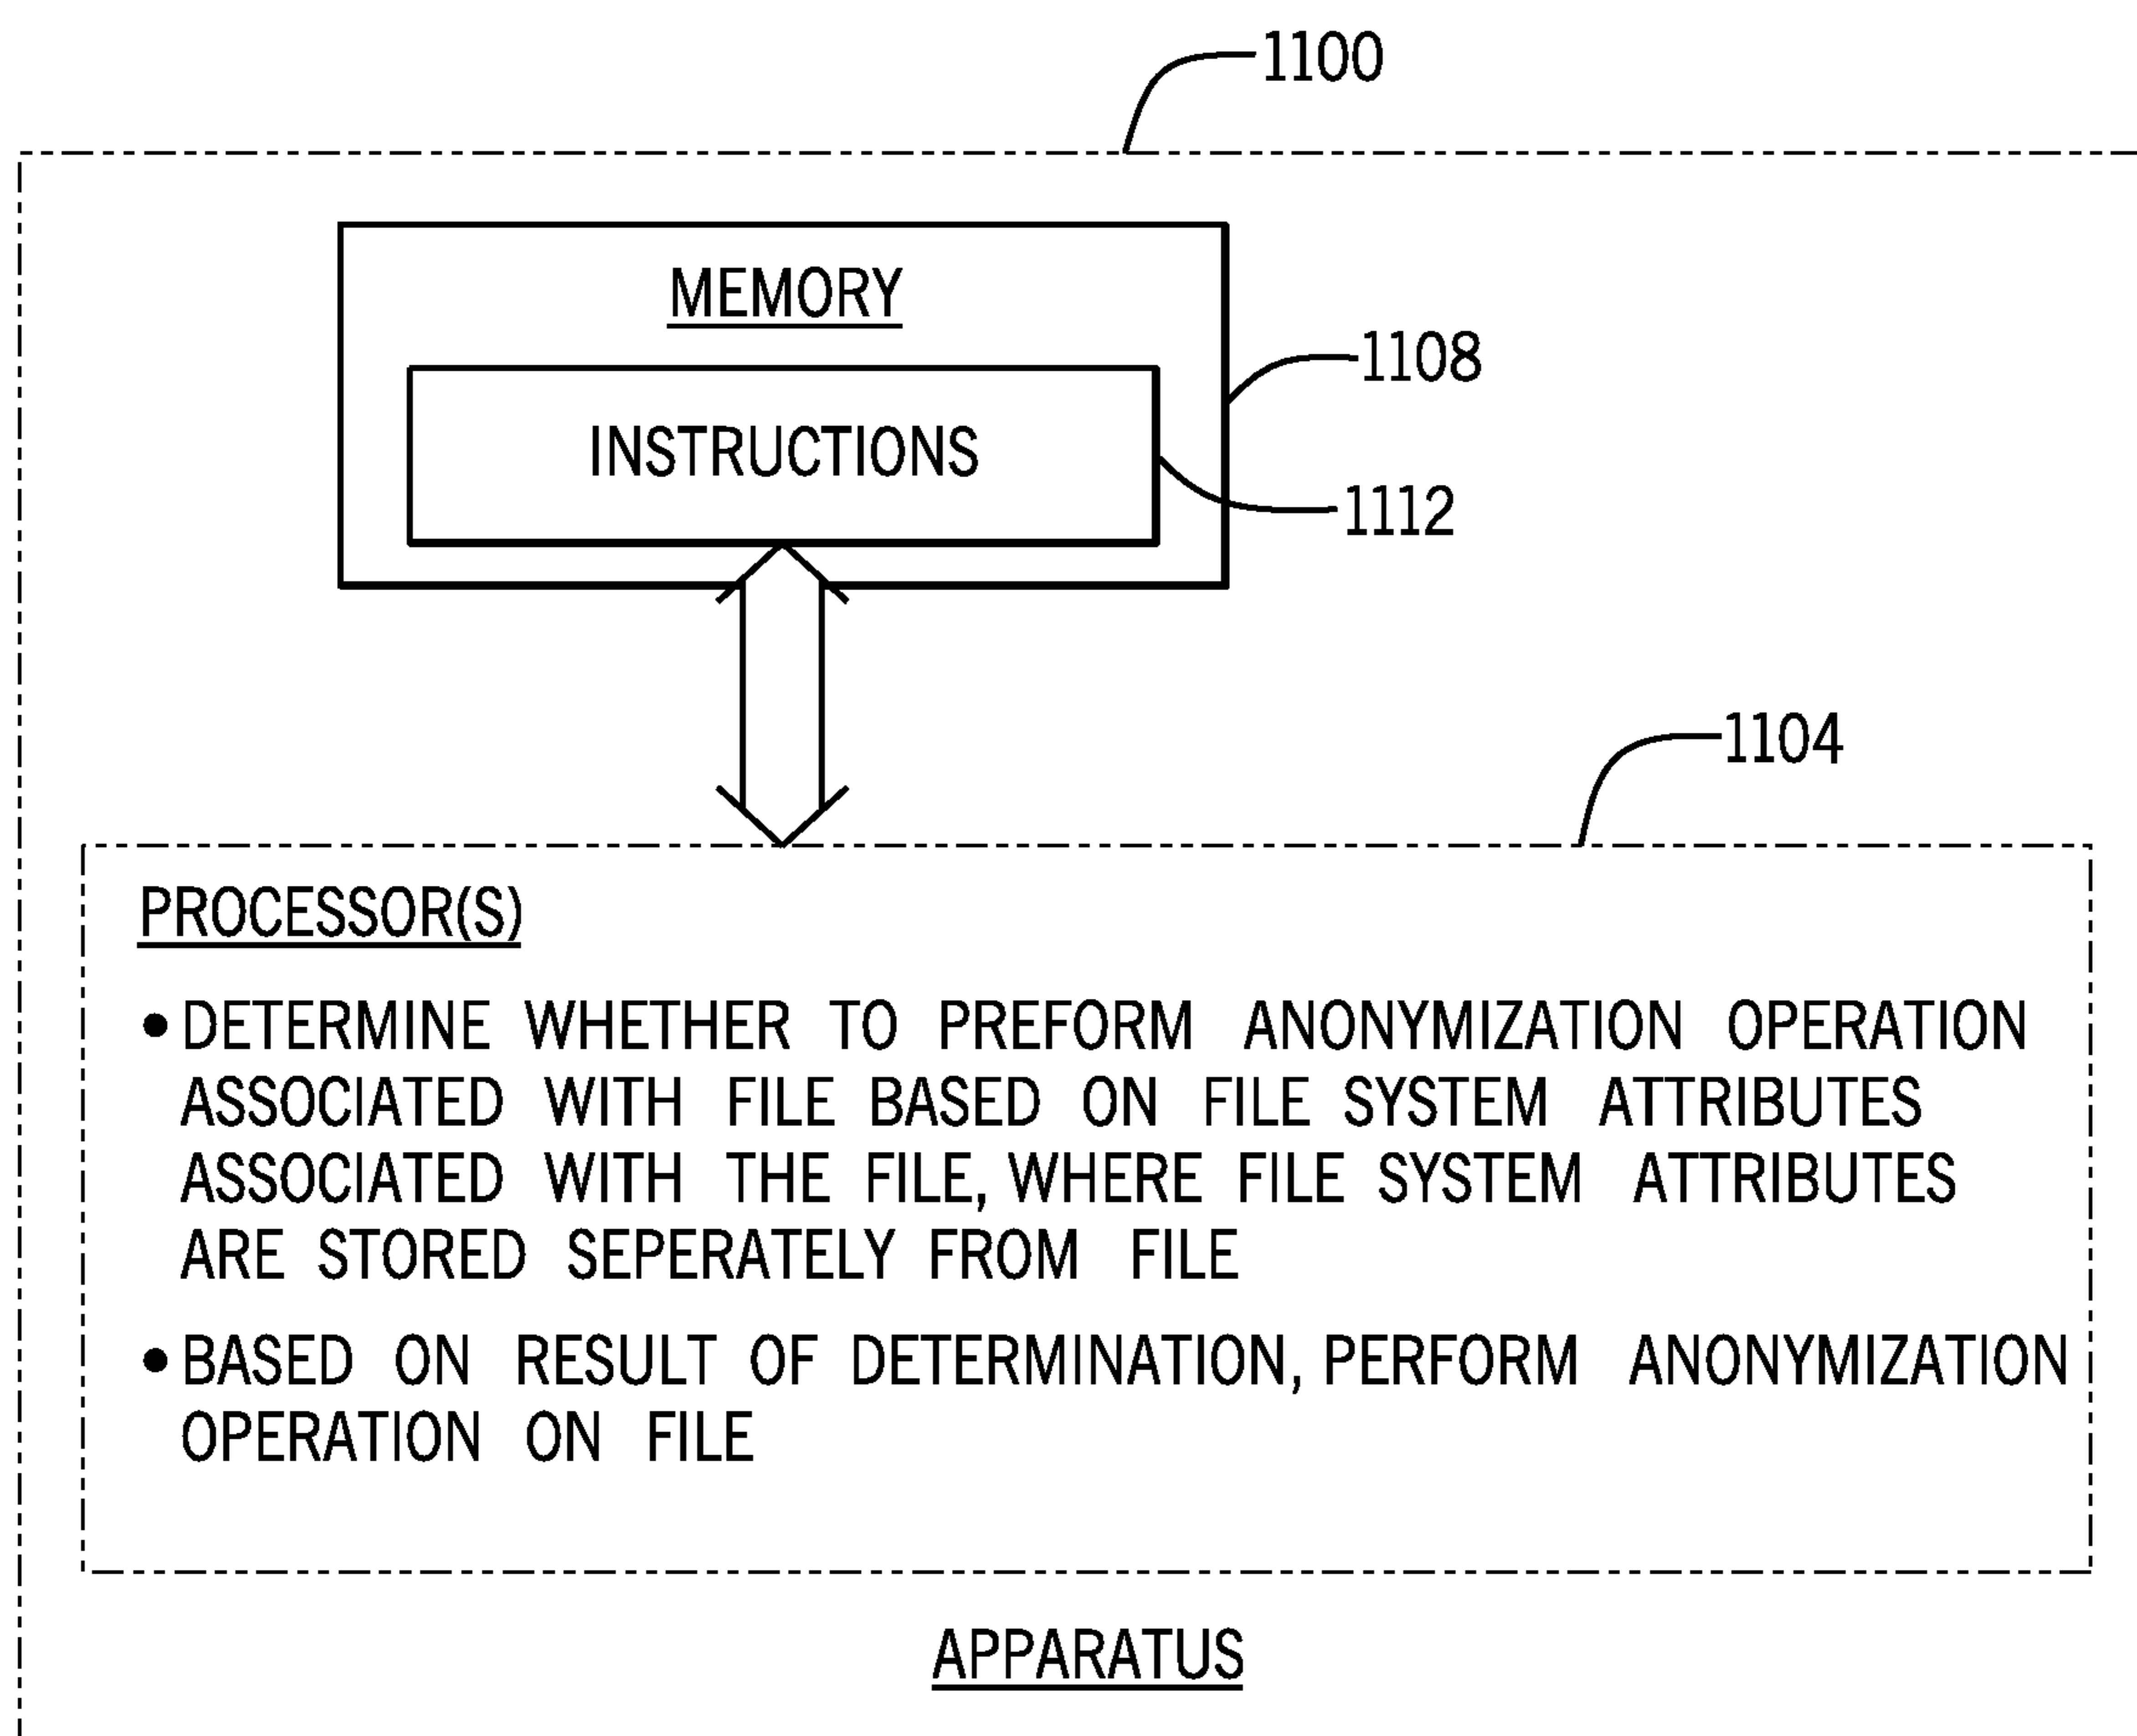 1100
MEMORY
1108
INSTRUCTIONS
1112
1104
PROCESSOR(S)
• DETERMINE WHETHER TO PREFORM ANONYMIZATION OPERATION
ASSOCIATED WITH FILE BASED ON FILE SYSTEM ATTRIBUTES
ASSOCIATED WITH THE FILE, WHERE FILE SYSTEM ATTRIBUTES
ARE STORED SEPERATELY FROM FILE
• BASED ON RESULT OF DETERMINATION, PERFORM ANONYMIZATION
OPERATION ON FILE
APPARATUS